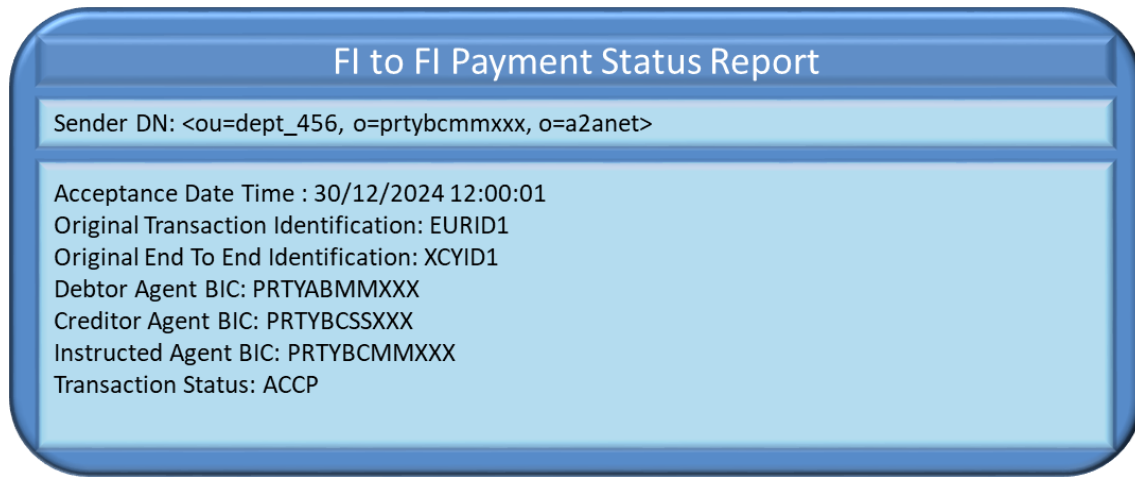 FI to FI Payment Status Report
Sender DN: <ou=dept_456, o=prtybcmmxxx, o=a2anet>
Acceptance Date Time : 30/12/2024 12:00:01
Original Transaction Identification: EURID1
Original End To End Identification: XCYID1
Debtor Agent BIC: PRTYABMMXXX
Creditor Agent BIC: PRTYBCSSXXX
Instructed Agent BIC: PRTYBCMMXXX
Transaction Status: ACCP